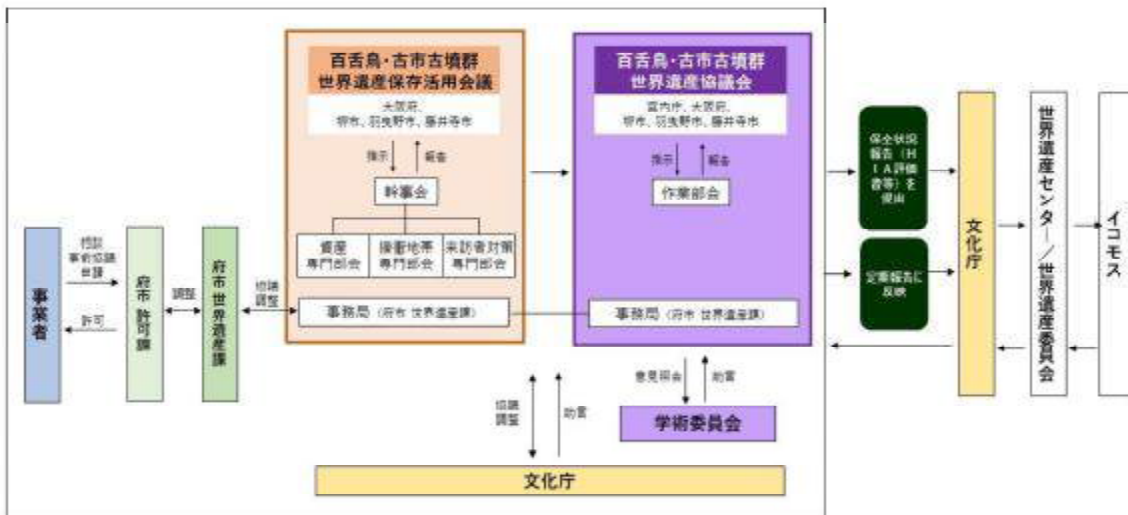 百舌鳥・古市古墳群
世界遺産保存活用会議
大阪府、
堺市、羽曳野市、藤井寺市
指示
報告
幹事会
資産
専門部会
緩衝地帯
専門部会
来訪者対策
専門部会
事務局（府市 世界遺産課）
百舌鳥・古市古墳群
世界遺産協議会
宮内庁、大阪府、
堺市、羽曳野市、藤井寺市
指示
報告
作業部会
事務局（府市 世界遺産課）
事業者
相談
事前協議
申請
許可
府市 許可課
調整
府市 世界遺産課
協議
調整
意見照会
助言
学術委員会
協議
調整
助言
文化庁
保全状況
報告（H
IA評価
書等）を
提出
定期報告に
反映
文化庁
世界遺産センター／世界遺産委員会
イコモス